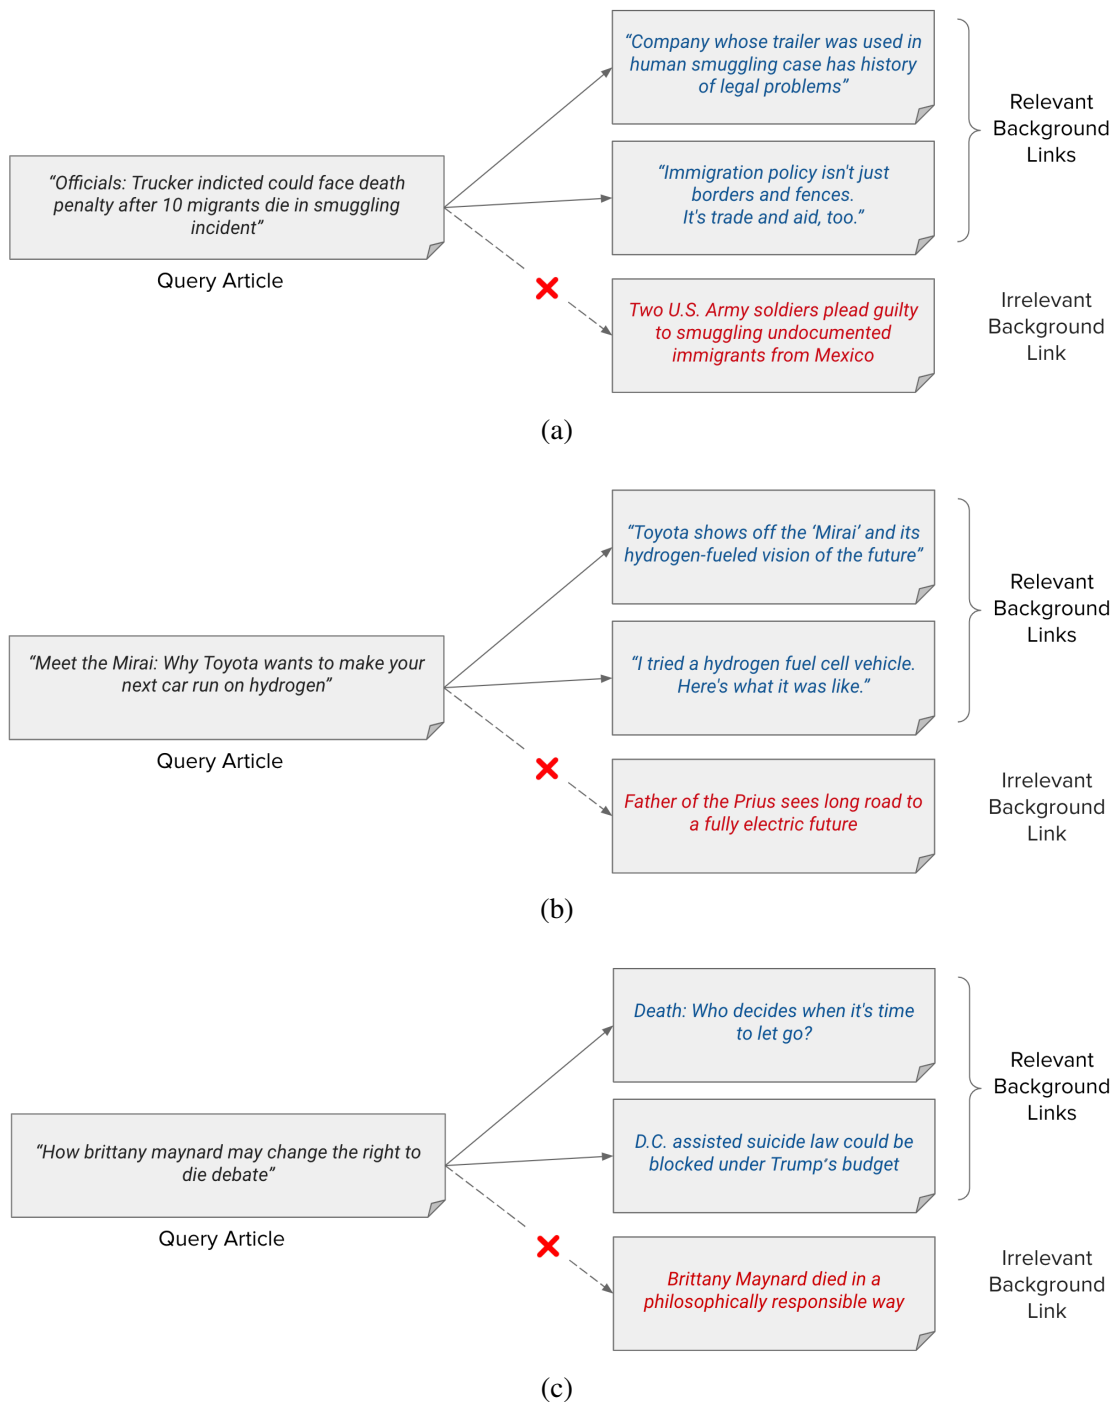 “Company whose trailer was used in
human smuggling case has history
of legal problems”
Relevant
Background
Links
“Officials: Trucker indicted could face death
penalty after 10 migrants die in smuggling
incident”
Query Article
“Immigration policy isn't just
borders and fences.
It's trade and aid, too.”
Two U.S. Army soldiers plead guilty
to smuggling undocumented
immigrants from Mexico
Irrelevant
Background
Link
(a)
“Toyota shows off the ‘Mirai’ and its
hydrogen-fueled vision of the future”
Relevant
Background
Links
“Meet the Mirai: Why Toyota wants to make your
next car run on hydrogen”
Query Article
“I tried a hydrogen fuel cell vehicle.
Here's what it was like.”
Father of the Prius sees long road to
a fully electric future
Irrelevant
Background
Link
(b)
Death: Who decides when it's time
to let go?
Relevant
Background
Links
“How brittany maynard may change the right to
die debate”
Query Article
D.C. assisted suicide law could be
blocked under Trump’s budget
Brittany Maynard died in a
philosophically responsible way
Irrelevant
Background
Link
(c)